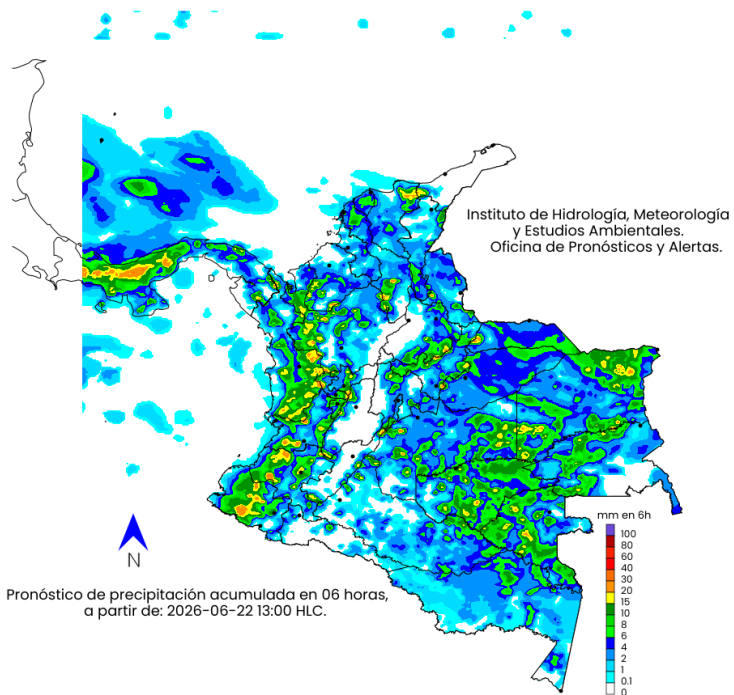 Instituto de Hidrología, Meteorología
y Estudios Ambientales.
Oficina de Pronósticos y Alertas.
mm en 6h
100
80
60
40
30
20
15
10
8
6
4
2
1
0.1
N
Pronóstico de precipitación acumulada en 06 horas,
a partir de: 2026-06-22 13:00 HLC.